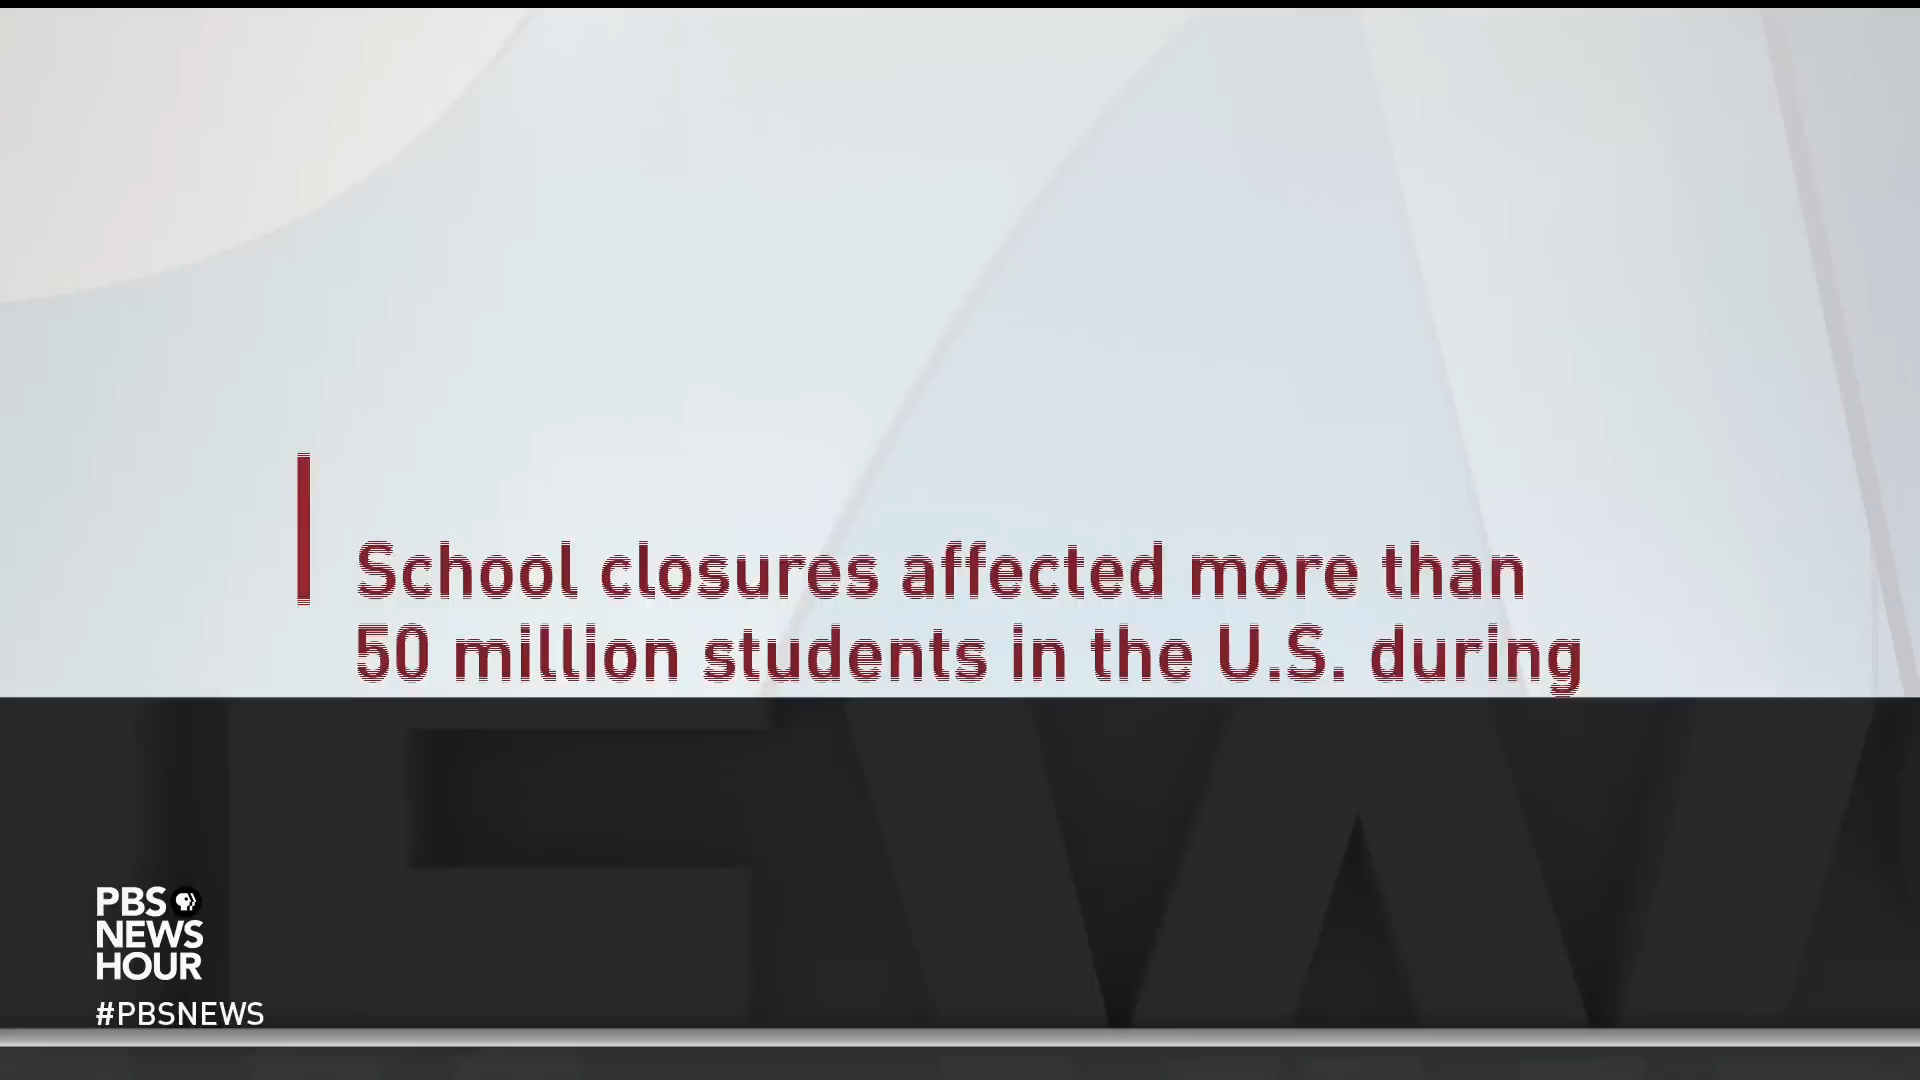 School closures affected more than
50 million students in the U.S. during
PBS
NEWS
HOUR
#PBSNEWS